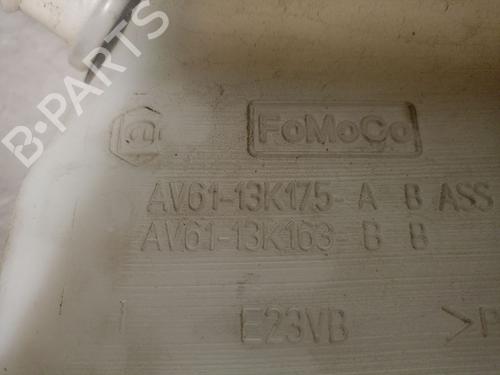 B-PARTS
FoMoCo
AV61-13K175- A B ASS
AV61-13K163- B B
E23VB >P